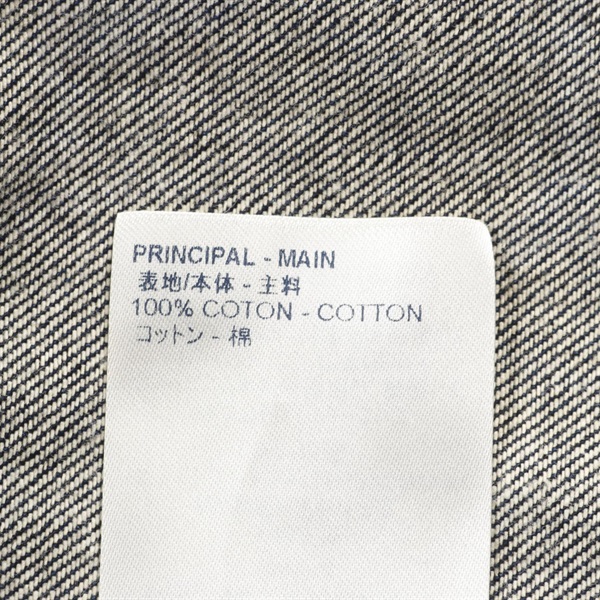 PRINCIPAL - MAIN
表地/本体 - 主料
100% COTON - COTTON
コットン - 棉